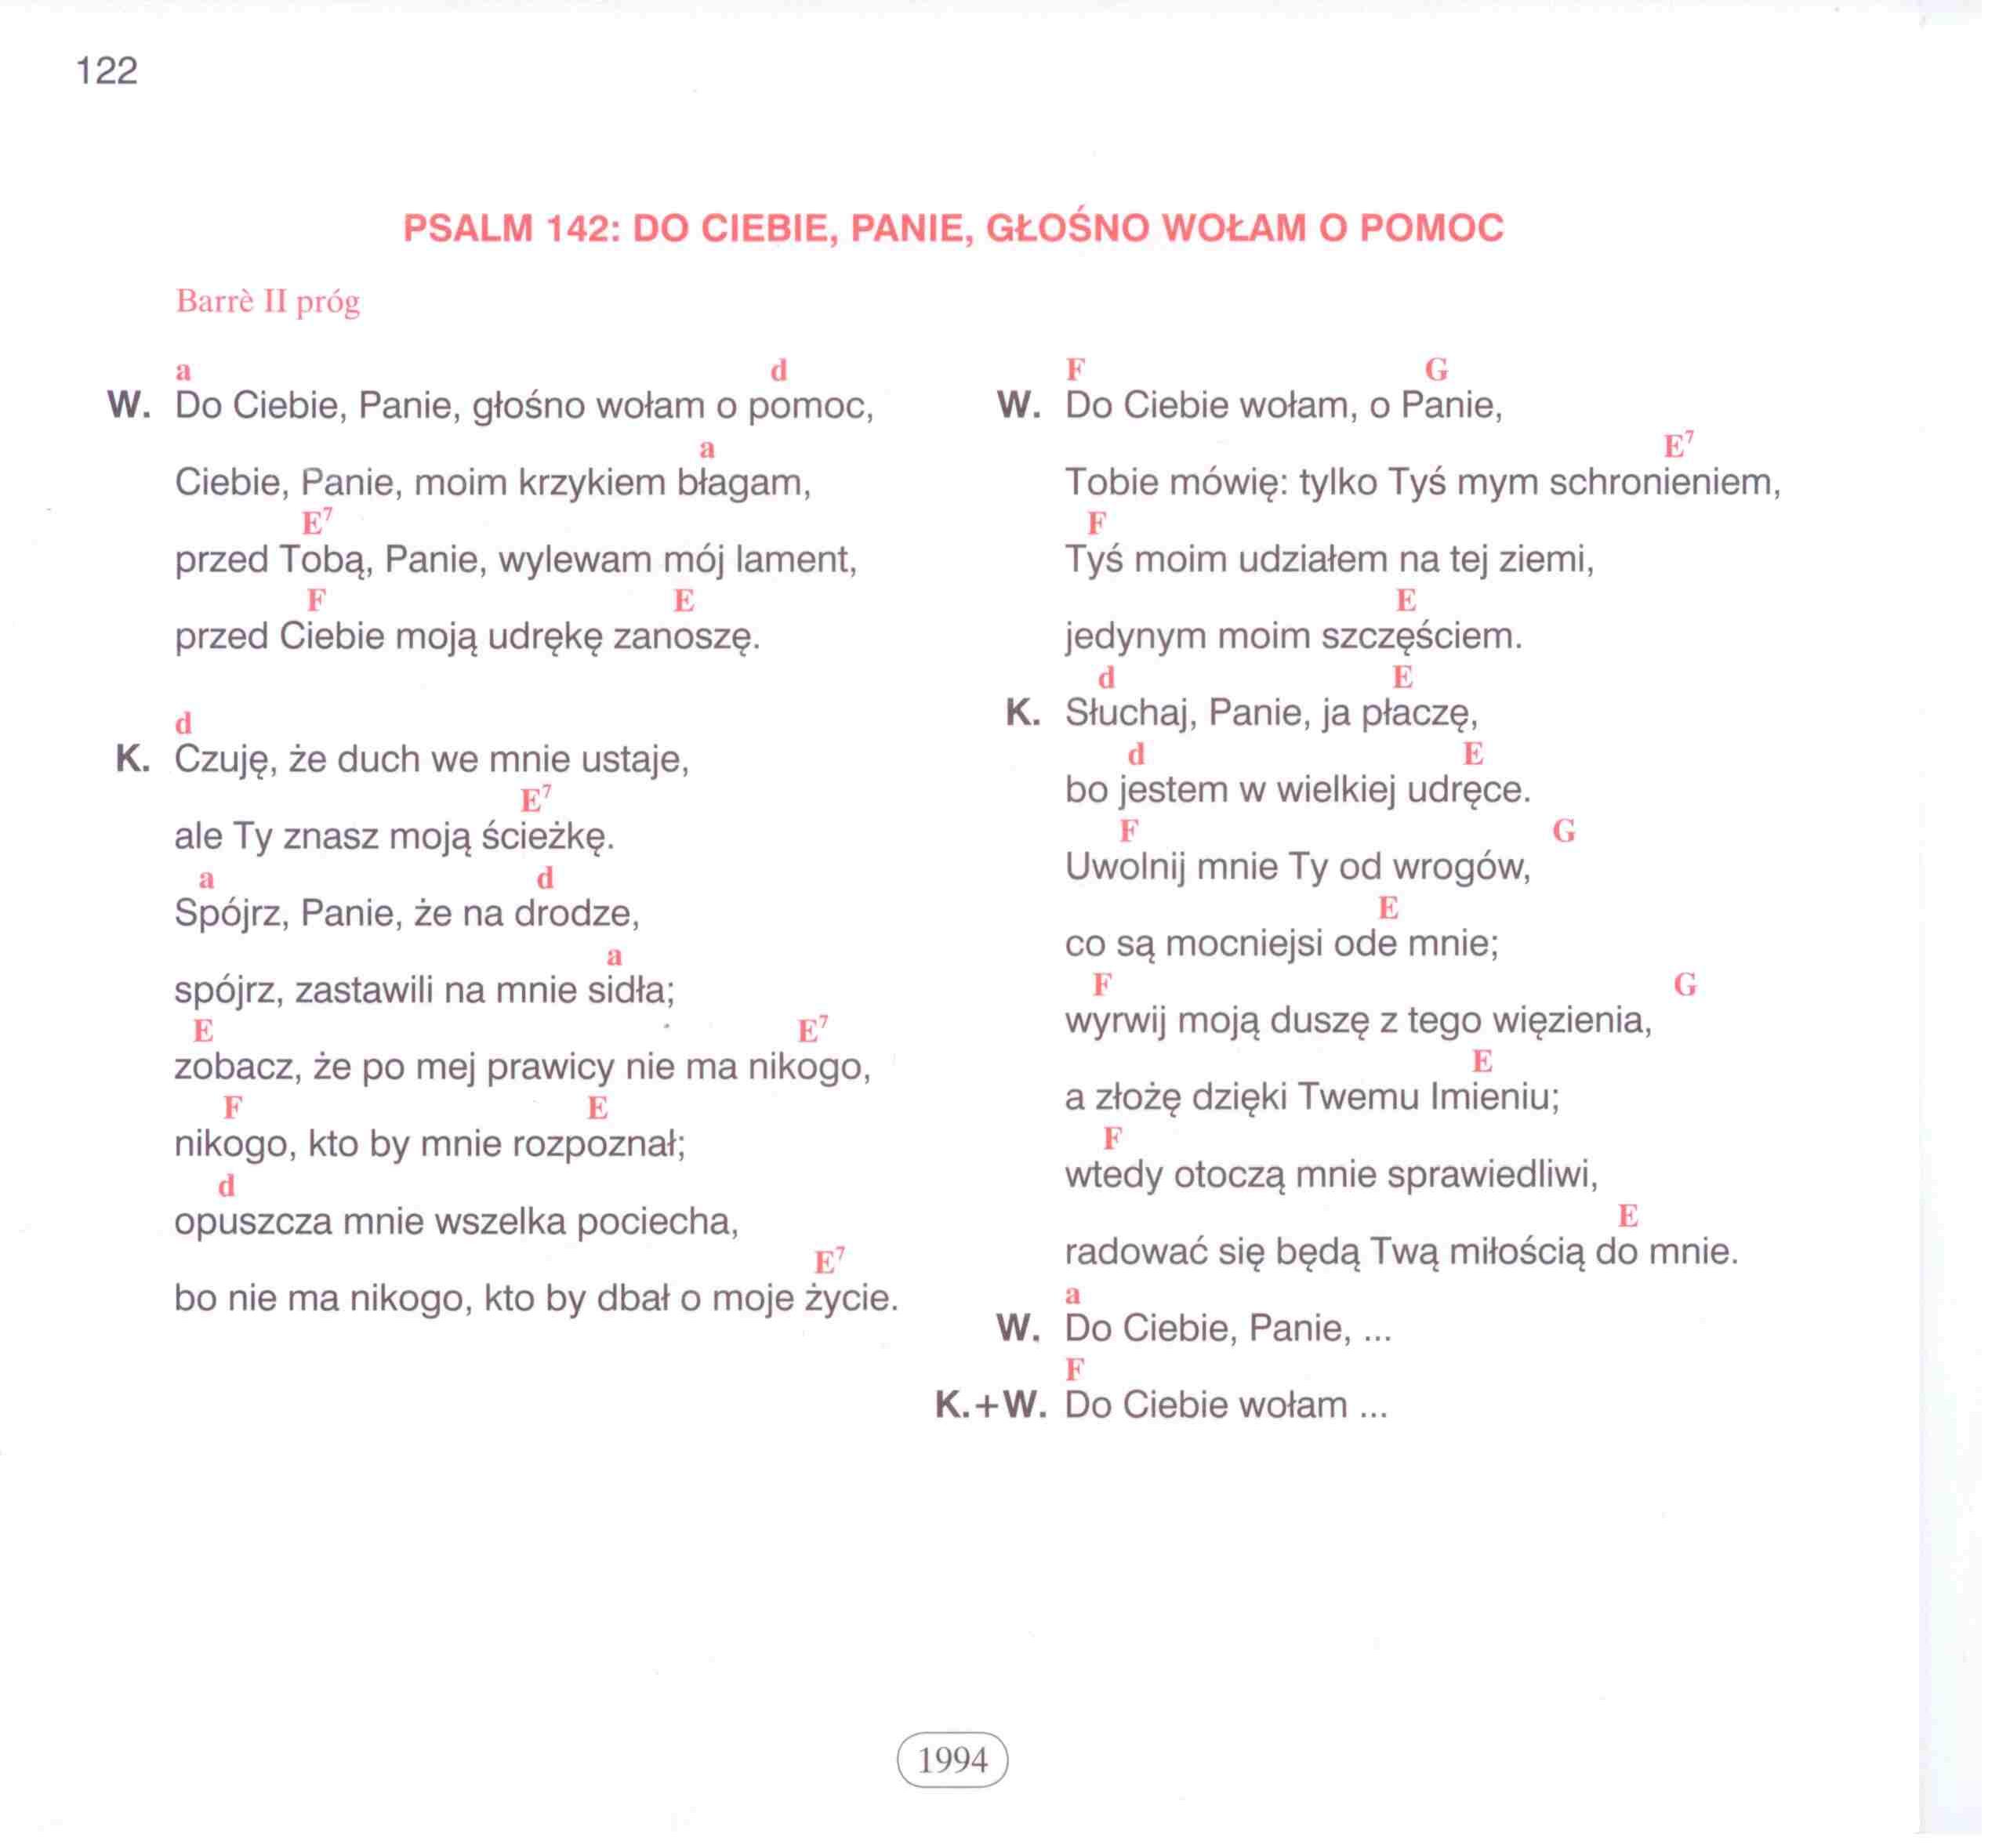 122
PSALM 142: DO CIEBIE, PANIE, GŁOŚNO WOŁAM O POMOC
Barrè II próg
a d
W. Do Ciebie, Panie, głośno wołam o pomoc,
a
Ciebie, Panie, moim krzykiem błagam,
E7
przed Tobą, Panie, wylewam mój lament,
F E
przed Ciebie moją udrękę zanoszę.
d
K. Czuję, że duch we mnie ustaje,
E7
ale Ty znasz moją ścieżkę.
a d
Spójrz, Panie, że na drodze,
a
spójrz, zastawili na mnie sidła;
E E7
zobacz, że po mej prawicy nie ma nikogo,
F E
nikogo, kto by mnie rozpoznał;
d
opuszcza mnie wszelka pociecha,
E7
bo nie ma nikogo, kto by dbał o moje życie.
F G
W. Do Ciebie wołam, o Panie,
E7
Tobie mówię: tylko Tyś mym schronieniem,
F
Tyś moim udziałem na tej ziemi,
E
jedynym moim szczęściem.
d E
K. Słuchaj, Panie, ja płaczę,
d E
bo jestem w wielkiej udręce.
F G
Uwolnij mnie Ty od wrogów,
E
co są mocniejsi ode mnie;
F G
wyrwij moją duszę z tego więzienia,
E
a złożę dzięki Twemu Imieniu;
F
wtedy otoczą mnie sprawiedliwi,
E
radować się będą Twą miłością do mnie.
a
W. Do Ciebie, Panie, ...
F
K.+W. Do Ciebie wołam ...
1994